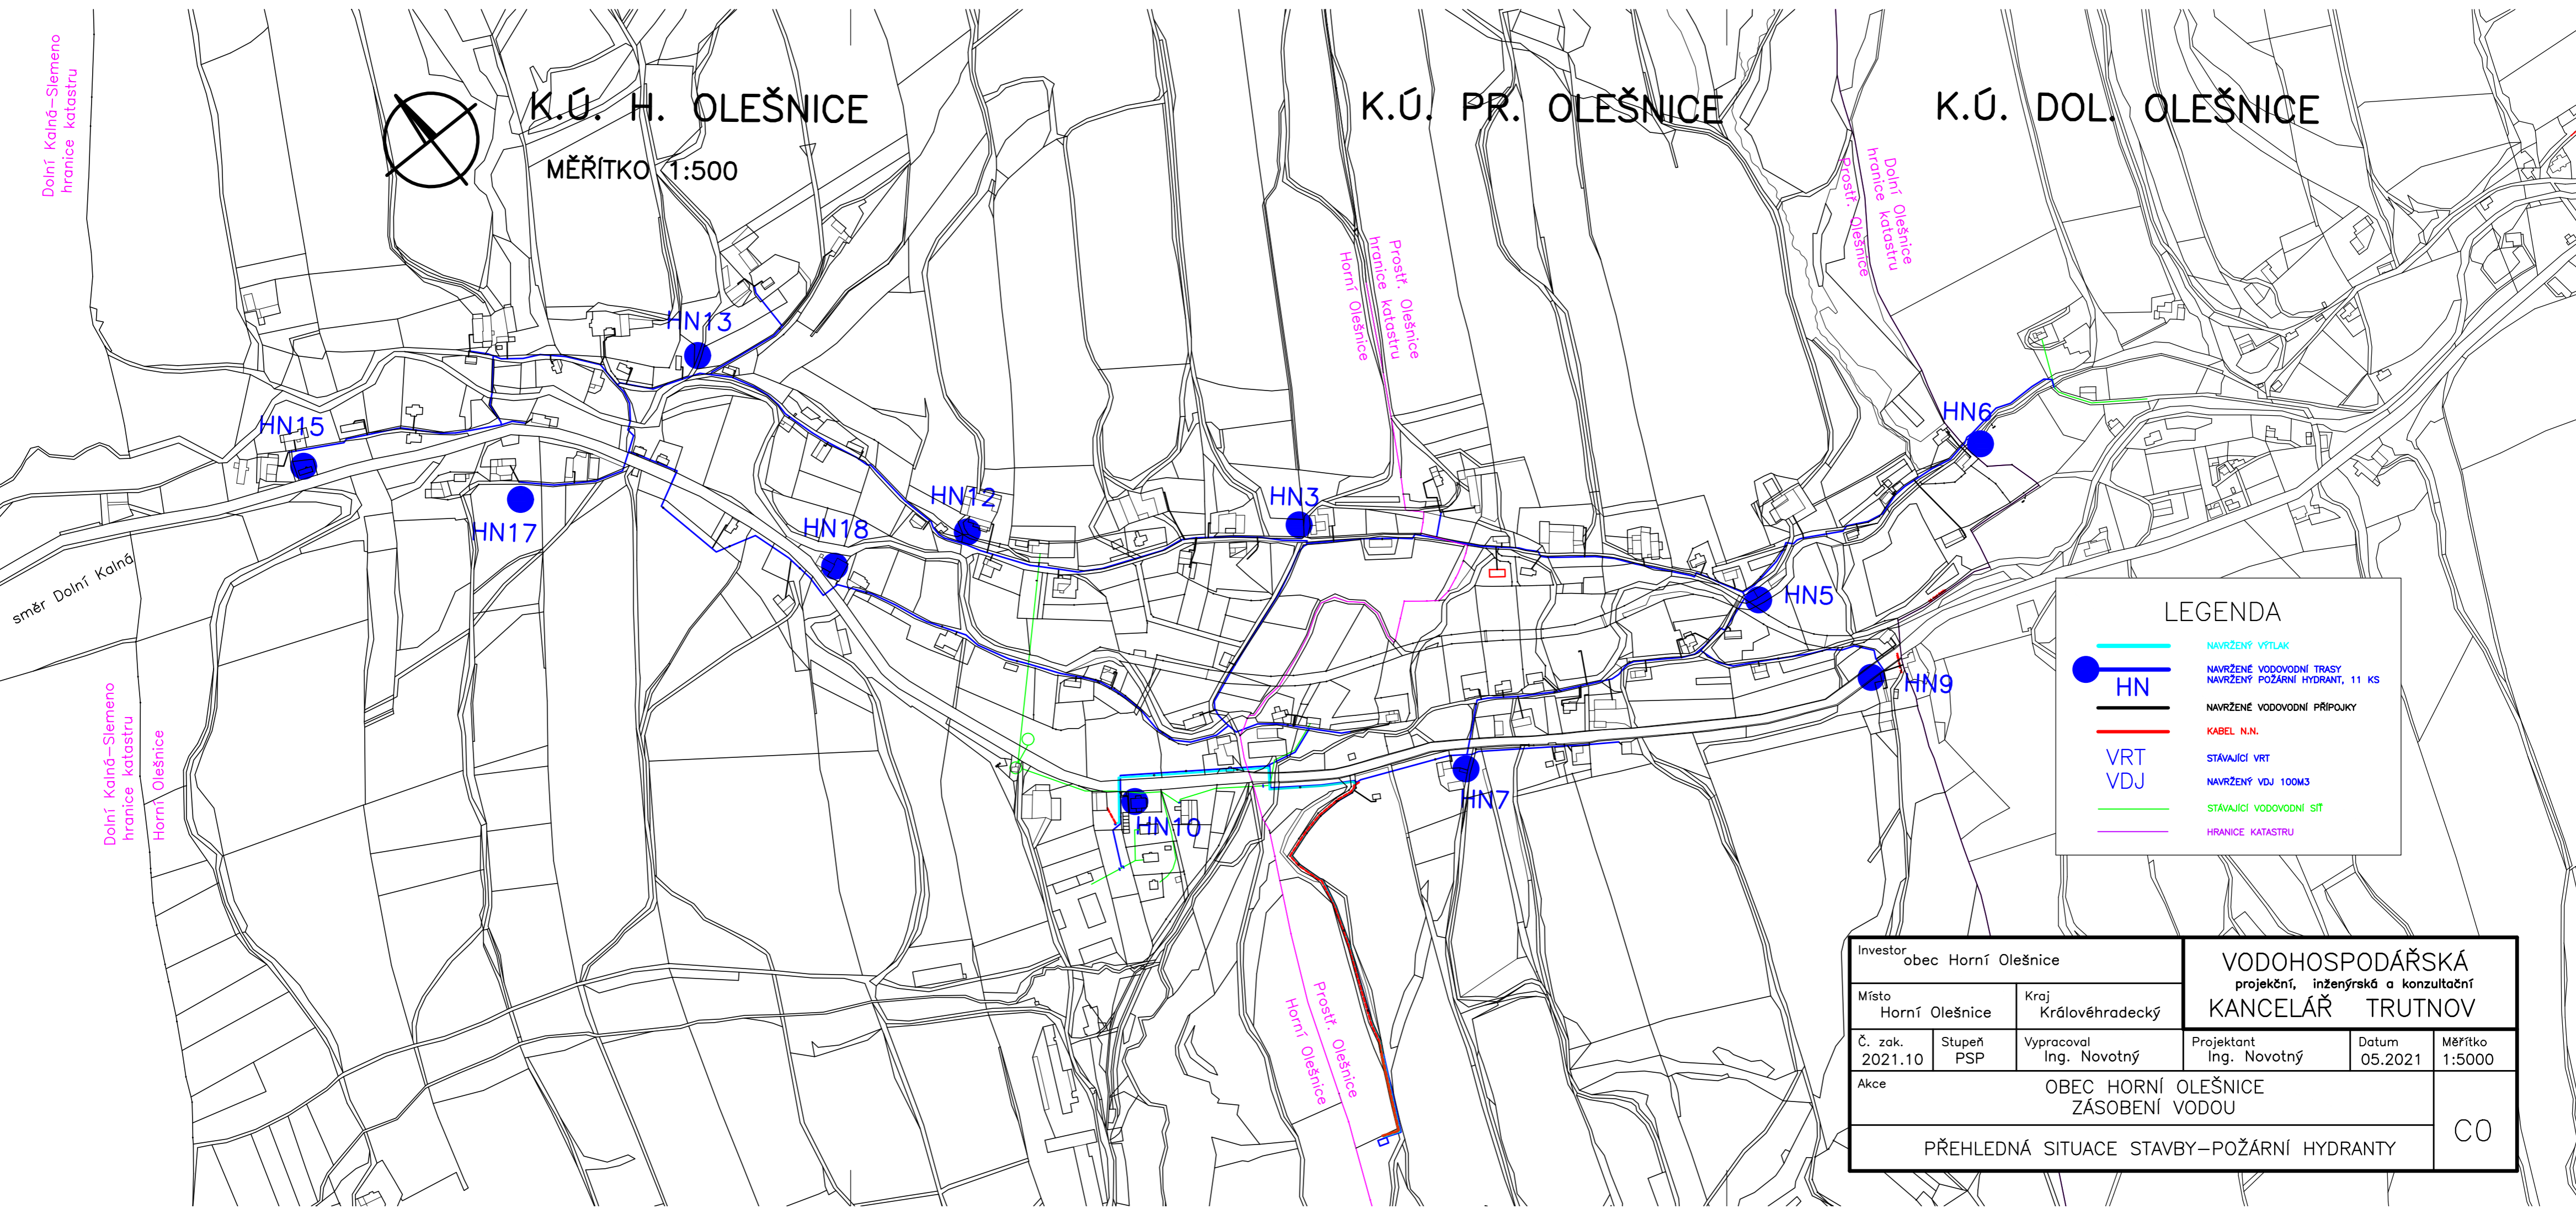 Dolní Kalná-Slemeno
hranice katastru
K.Ú. H. OLEŠNICE
MĚŘÍTKO 1:500
K.Ú. PR. OLEŠNICE
K.Ú. DOL. OLEŠNICE
Dolní Olešnice
hranice katastru
Prostř. Olešnice
Prostř. Olešnice
hranice katastru
Horní Olešnice
HN13
HN15
HN17
HN18
HN12
HN3
HN6
HN5
HN9
HN7
HN10
směr Dolní Kalná
Dolní Kalná-Slemeno
hranice katastru
Horní Olešnice
Prostř. Olešnice
Horní Olešnice
LEGENDA
NAVRŽENÝ VÝTLAK
NAVRŽENÉ VODOVODNÍ TRASY
HN NAVRŽENÝ POŽÁRNÍ HYDRANT, 11 KS
NAVRŽENÉ VODOVODNÍ PŘÍPOJKY
KABEL N.N.
VRT STÁVAJÍCÍ VRT
VDJ NAVRŽENÝ VDJ 100M3
STÁVAJÍCÍ VODOVODNÍ SÍŤ
HRANICE KATASTRU
Investor
obec Horní Olešnice
VODOHOSPODÁŘSKÁ
projekční, inženýrská a konzultační
KANCELÁŘ TRUTNOV
Místo
Horní Olešnice
Kraj
Královéhradecký
Č. zak.
2021.10
Stupeň
PSP
Vypracoval
Ing. Novotný
Projektant
Ing. Novotný
Datum
05.2021
Měřítko
1:5000
Akce
OBEC HORNÍ OLEŠNICE
ZÁSOBENÍ VODOU
PŘEHLEDNÁ SITUACE STAVBY-POŽÁRNÍ HYDRANTY
C0